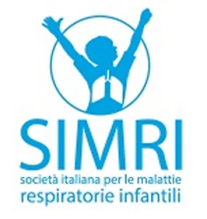 SIMRI
società italiana per le malattie
respiratorie infantili